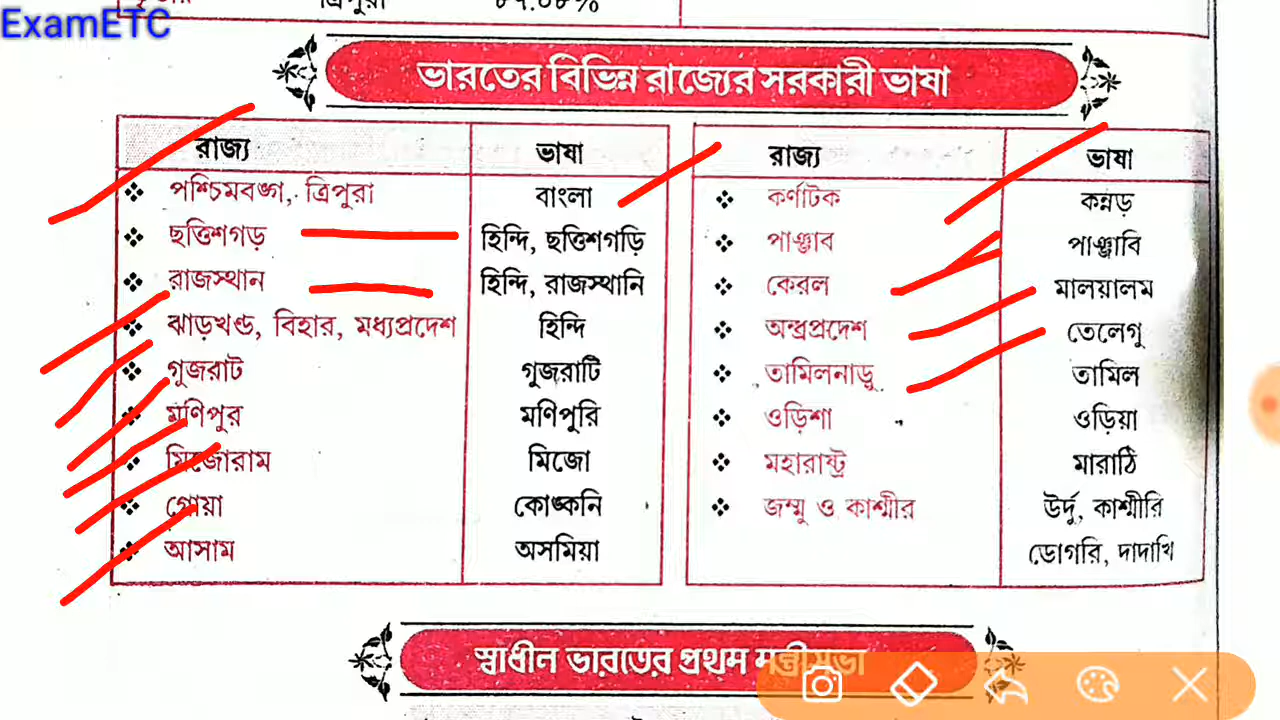 ত্রিপুরা ৮৭.০৮%
ExamETC
ভারতের বিভিন্ন রাজ্যের সরকারী ভাষা
রাজ্য ভাষা
পশ্চিমবঙ্গ, ত্রিপুরা বাংলা
ছত্তিশগড় হিন্দি, ছত্তিশগড়ি
রাজস্থান হিন্দি, রাজস্থানি
ঝাড়খণ্ড, বিহার, মধ্যপ্রদেশ হিন্দি
গুজরাট গুজরাটি
মণিপুর মণিপুরি
মিজোরাম মিজো
গোয়া কোঙ্কনি
আসাম অসমিয়া
রাজ্য ভাষা
কর্ণাটক কন্নড়
পাঞ্জাব পাঞ্জাবি
কেরল মালয়ালম
অন্ধ্রপ্রদেশ তেলেগু
তামিলনাড়ু তামিল
ওড়িশা ওড়িয়া
মহারাষ্ট্র মারাঠি
জম্মু ও কাশ্মীর উর্দু, কাশ্মীরি
ডোগরি, দাদাখি
স্বাধীন ভারতের প্রথম মন্ত্রীসভা